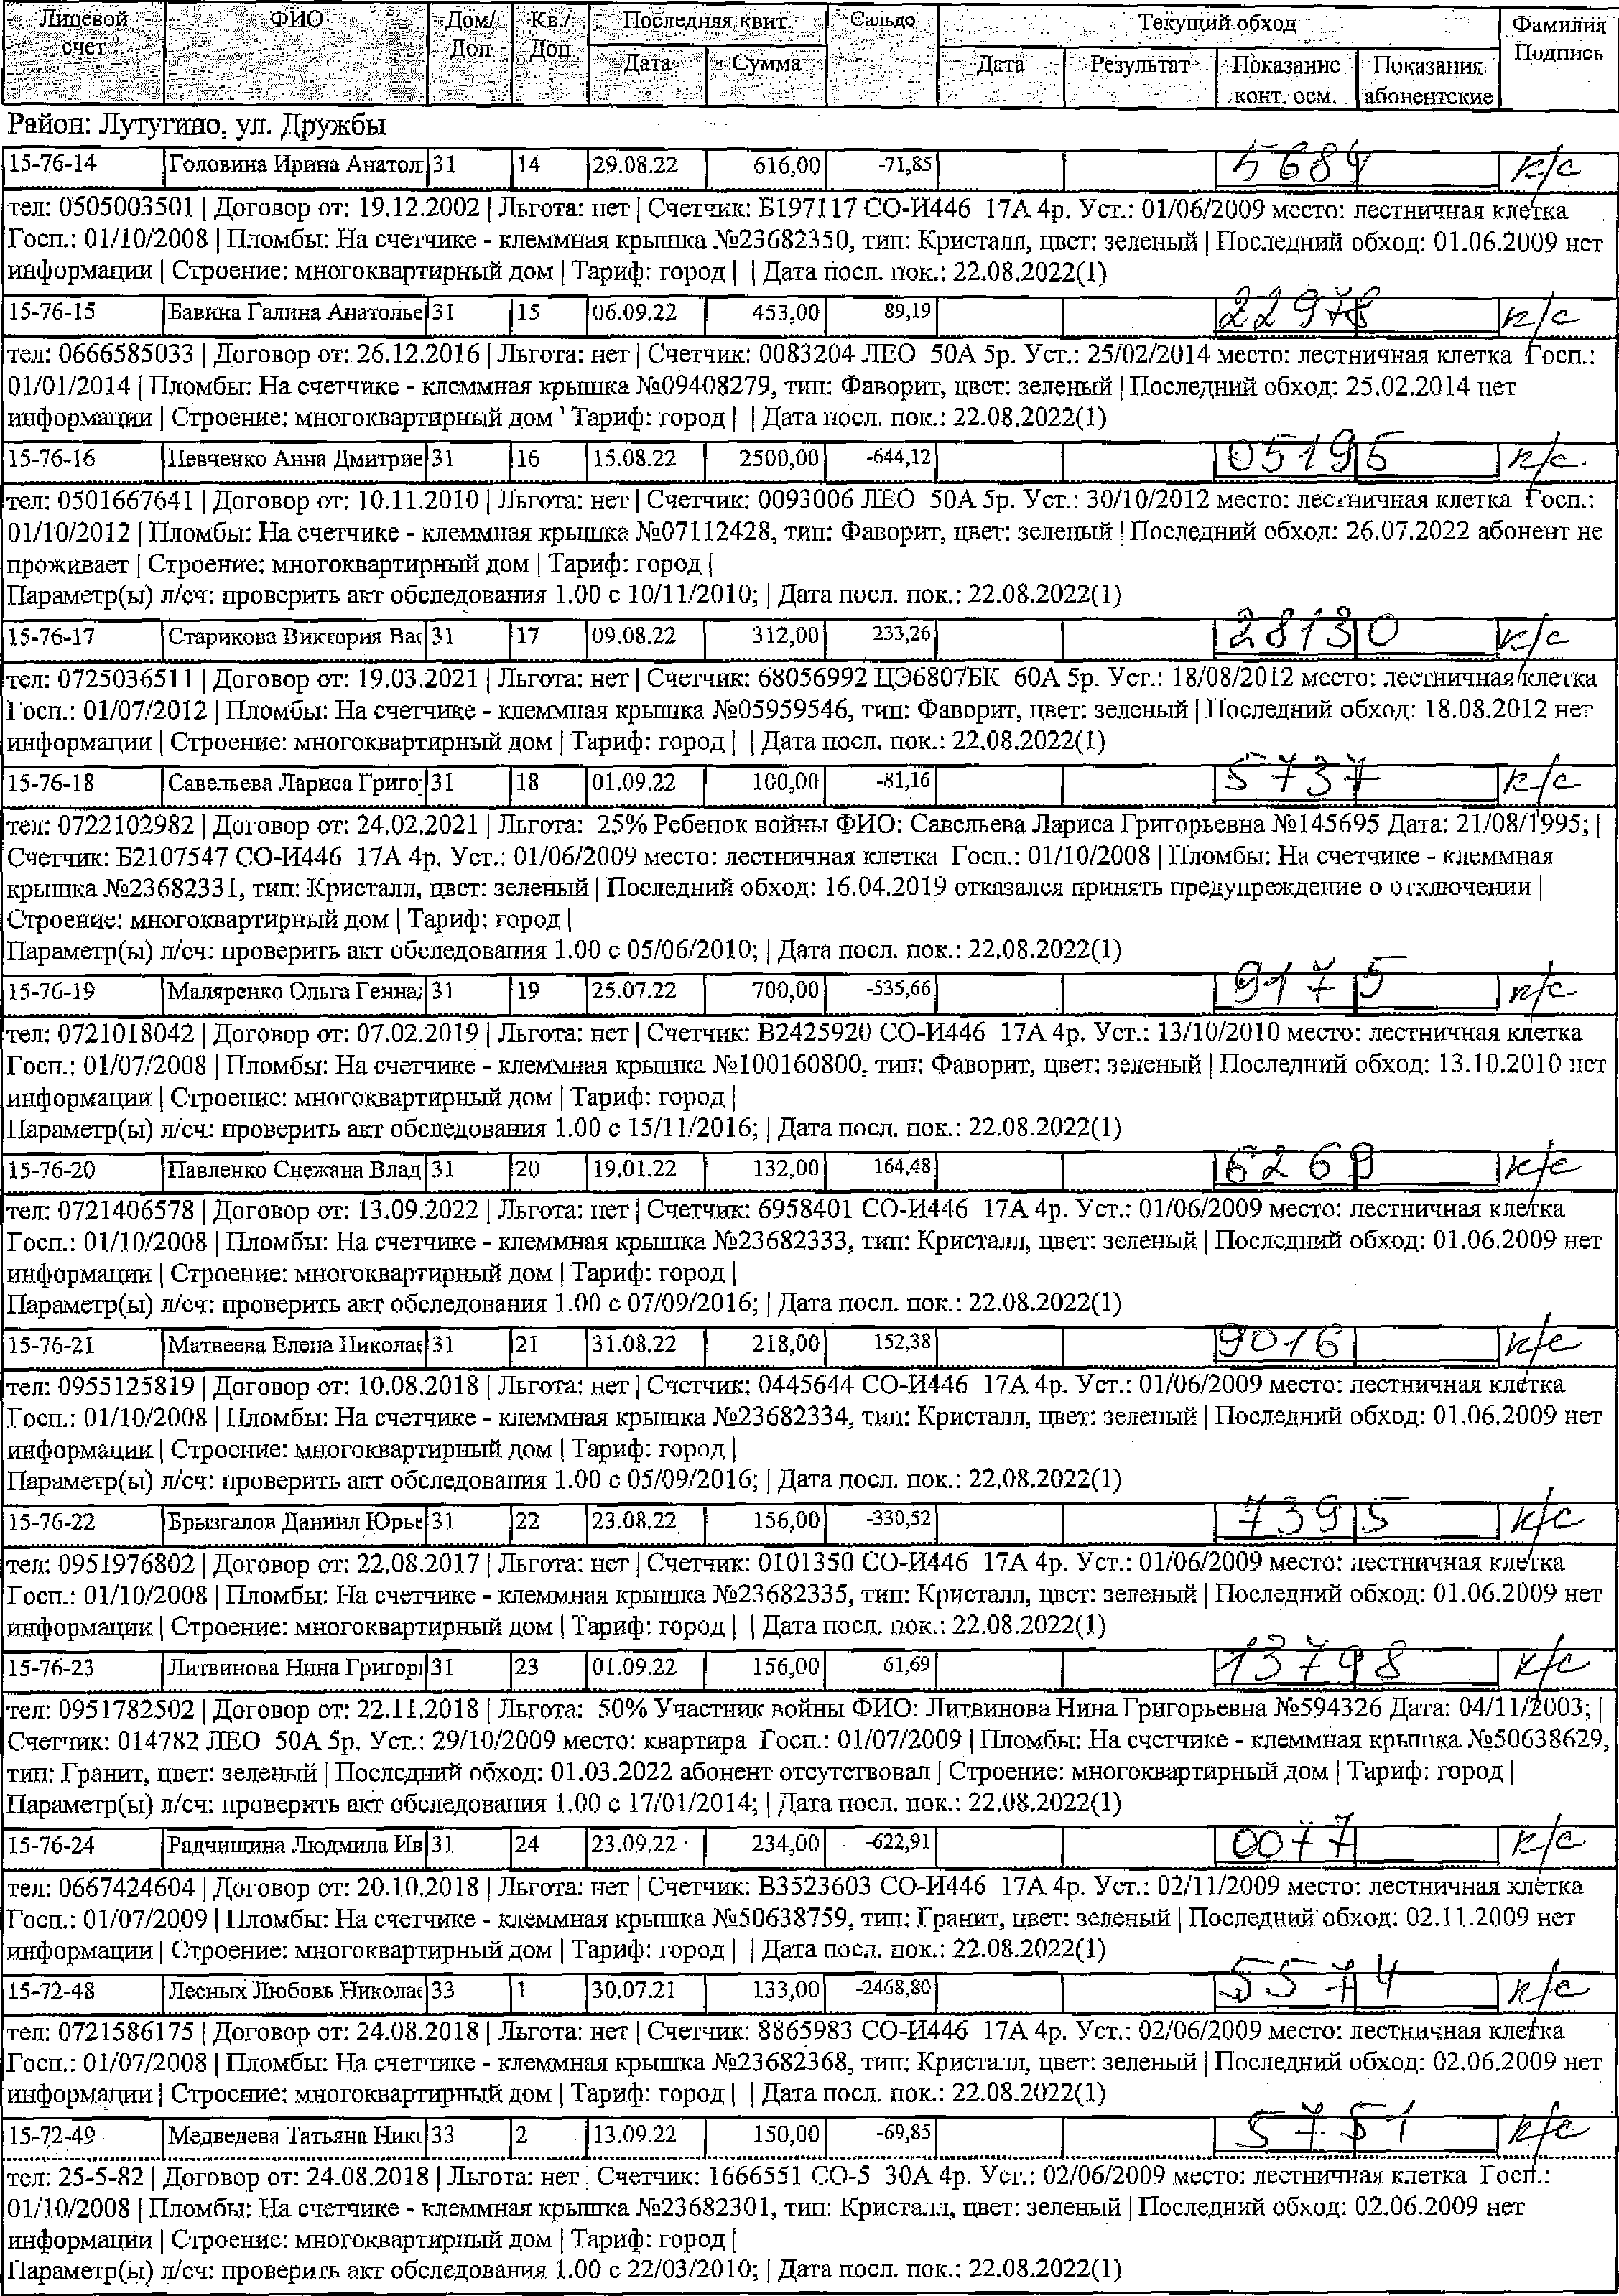 Лицевой счет | ФИО | Дом/Доп | Кв./Доп | Последняя квит. | Сальдо | Текущий обход | Фамилия Подпись
Дата | Сумма | Дата | Результат | Показание конт. осм. | Показания абонентские
Район: Лутугино, ул. Дружбы
15-76-14 | Головина Ирина Анатол | 31 | 14 | 29.08.22 | 616,00 | -71,85 | 5684 | к/с
тел: 0505003501 | Договор от: 19.12.2002 | Льгота: нет | Счетчик: Б197117 СО-И446 17А 4р. Уст.: 01/06/2009 место: лестничная клетка
Госп.: 01/10/2008 | Пломбы: На счетчике - клеммная крышка №23682350, тип: Кристалл, цвет: зеленый | Последний обход: 01.06.2009 нет
информации | Строение: многоквартирный дом | Тариф: город | | Дата посл. пок.: 22.08.2022(1)
15-76-15 | Бавина Галина Анатолье | 31 | 15 | 06.09.22 | 453,00 | 89,19 | 22978 | к/с
тел: 0666585033 | Договор от: 26.12.2016 | Льгота: нет | Счетчик: 0083204 ЛЕО 50А 5р. Уст.: 25/02/2014 место: лестничная клетка Госп.:
01/01/2014 | Пломбы: На счетчике - клеммная крышка №09408279, тип: Фаворит, цвет: зеленый | Последний обход: 25.02.2014 нет
информации | Строение: многоквартирный дом | Тариф: город | | Дата посл. пок.: 22.08.2022(1)
15-76-16 | Певченко Анна Дмитрие | 31 | 16 | 15.08.22 | 2500,00 | -644,12 | 05195 | к/с
тел: 0501667641 | Договор от: 10.11.2010 | Льгота: нет | Счетчик: 0093006 ЛЕО 50А 5р. Уст.: 30/10/2012 место: лестничная клетка Госп.:
01/10/2012 | Пломбы: На счетчике - клеммная крышка №07112428, тип: Фаворит, цвет: зеленый | Последний обход: 26.07.2022 абонент не
проживает | Строение: многоквартирный дом | Тариф: город |
Параметр(ы) л/сч: проверить акт обследования 1.00 с 10/11/2010; | Дата посл. пок.: 22.08.2022(1)
15-76-17 | Старикова Виктория Вас | 31 | 17 | 09.08.22 | 312,00 | 233,26 | 28130 | к/с
тел: 0725036511 | Договор от: 19.03.2021 | Льгота: нет | Счетчик: 68056992 ЦЭ6807БК 60А 5р. Уст.: 18/08/2012 место: лестничная клетка
Госп.: 01/07/2012 | Пломбы: На счетчике - клеммная крышка №05959546, тип: Фаворит, цвет: зеленый | Последний обход: 18.08.2012 нет
информации | Строение: многоквартирный дом | Тариф: город | | Дата посл. пок.: 22.08.2022(1)
15-76-18 | Савельева Лариса Григо | 31 | 18 | 01.09.22 | 100,00 | -81,16 | 5737 | к/с
тел: 0722102982 | Договор от: 24.02.2021 | Льгота: 25% Ребенок войны ФИО: Савельева Лариса Григорьевна №145695 Дата: 21/08/1995; |
Счетчик: Б2107547 СО-И446 17А 4р. Уст.: 01/06/2009 место: лестничная клетка Госп.: 01/10/2008 | Пломбы: На счетчике - клеммная
крышка №23682331, тип: Кристалл, цвет: зеленый | Последний обход: 16.04.2019 отказался принять предупреждение о отключении |
Строение: многоквартирный дом | Тариф: город |
Параметр(ы) л/сч: проверить акт обследования 1.00 с 05/06/2010; | Дата посл. пок.: 22.08.2022(1)
15-76-19 | Маляренко Ольга Генна | 31 | 19 | 25.07.22 | 700,00 | -535,66 | 9175 | к/с
тел: 0721018042 | Договор от: 07.02.2019 | Льгота: нет | Счетчик: В2425920 СО-И446 17А 4р. Уст.: 13/10/2010 место: лестничная клетка
Госп.: 01/07/2008 | Пломбы: На счетчике - клеммная крышка №100160800, тип: Фаворит, цвет: зеленый | Последний обход: 13.10.2010 нет
информации | Строение: многоквартирный дом | Тариф: город |
Параметр(ы) л/сч: проверить акт обследования 1.00 с 15/11/2016; | Дата посл. пок.: 22.08.2022(1)
15-76-20 | Павленко Снежана Влад | 31 | 20 | 19.01.22 | 132,00 | 164,48 | 6269 | к/с
тел: 0721406578 | Договор от: 13.09.2022 | Льгота: нет | Счетчик: 6958401 СО-И446 17А 4р. Уст.: 01/06/2009 место: лестничная клетка
Госп.: 01/10/2008 | Пломбы: На счетчике - клеммная крышка №23682333, тип: Кристалл, цвет: зеленый | Последний обход: 01.06.2009 нет
информации | Строение: многоквартирный дом | Тариф: город |
Параметр(ы) л/сч: проверить акт обследования 1.00 с 07/09/2016; | Дата посл. пок.: 22.08.2022(1)
15-76-21 | Матвеева Елена Николае | 31 | 21 | 31.08.22 | 218,00 | 152,38 | 9016 | к/с
тел: 0955125819 | Договор от: 10.08.2018 | Льгота: нет | Счетчик: 0445644 СО-И446 17А 4р. Уст.: 01/06/2009 место: лестничная клетка
Госп.: 01/10/2008 | Пломбы: На счетчике - клеммная крышка №23682334, тип: Кристалл, цвет: зеленый | Последний обход: 01.06.2009 нет
информации | Строение: многоквартирный дом | Тариф: город |
Параметр(ы) л/сч: проверить акт обследования 1.00 с 05/09/2016; | Дата посл. пок.: 22.08.2022(1)
15-76-22 | Брызгалов Даниил Юрье | 31 | 22 | 23.08.22 | 156,00 | -330,52 | 7395 | к/с
тел: 0951976802 | Договор от: 22.08.2017 | Льгота: нет | Счетчик: 0101350 СО-И446 17А 4р. Уст.: 01/06/2009 место: лестничная клетка
Госп.: 01/10/2008 | Пломбы: На счетчике - клеммная крышка №23682335, тип: Кристалл, цвет: зеленый | Последний обход: 01.06.2009 нет
информации | Строение: многоквартирный дом | Тариф: город | | Дата посл. пок.: 22.08.2022(1)
15-76-23 | Литвинова Нина Григорı | 31 | 23 | 01.09.22 | 156,00 | 61,69 | 13798 | к/с
тел: 0951782502 | Договор от: 22.11.2018 | Льгота: 50% Участник войны ФИО: Литвинова Нина Григорьевна №594326 Дата: 04/11/2003; |
Счетчик: 014782 ЛЕО 50А 5р. Уст.: 29/10/2009 место: квартира Госп.: 01/07/2009 | Пломбы: На счетчике - клеммная крышка №50638629,
тип: Гранит, цвет: зеленый | Последний обход: 01.03.2022 абонент отсутствовал | Строение: многоквартирный дом | Тариф: город |
Параметр(ы) л/сч: проверить акт обследования 1.00 с 17/01/2014; | Дата посл. пок.: 22.08.2022(1)
15-76-24 | Радчишина Людмила Ив | 31 | 24 | 23.09.22 | 234,00 | -622,91 | 0077 | к/с
тел: 0667424604 | Договор от: 20.10.2018 | Льгота: нет | Счетчик: В3523603 СО-И446 17А 4р. Уст.: 02/11/2009 место: лестничная клетка
Госп.: 01/07/2009 | Пломбы: На счетчике - клеммная крышка №50638759, тип: Гранит, цвет: зеленый | Последний обход: 02.11.2009 нет
информации | Строение: многоквартирный дом | Тариф: город | | Дата посл. пок.: 22.08.2022(1)
15-72-48 | Лесных Любовь Николае | 33 | 1 | 30.07.21 | 133,00 | -2468,80 | 5574 | к/с
тел: 0721586175 | Договор от: 24.08.2018 | Льгота: нет | Счетчик: 8865983 СО-И446 17А 4р. Уст.: 02/06/2009 место: лестничная клетка
Госп.: 01/07/2008 | Пломбы: На счетчике - клеммная крышка №23682368, тип: Кристалл, цвет: зеленый | Последний обход: 02.06.2009 нет
информации | Строение: многоквартирный дом | Тариф: город | | Дата посл. пок.: 22.08.2022(1)
15-72-49 | Медведева Татьяна Нико | 33 | 2 | 13.09.22 | 150,00 | -69,85 | 5751 | к/с
тел: 25-5-82 | Договор от: 24.08.2018 | Льгота: нет | Счетчик: 1666551 СО-5 30А 4р. Уст.: 02/06/2009 место: лестничная клетка Госп.:
01/10/2008 | Пломбы: На счетчике - клеммная крышка №23682301, тип: Кристалл, цвет: зеленый | Последний обход: 02.06.2009 нет
информации | Строение: многоквартирный дом | Тариф: город |
Параметр(ы) л/сч: проверить акт обследования 1.00 с 22/03/2010; | Дата посл. пок.: 22.08.2022(1)